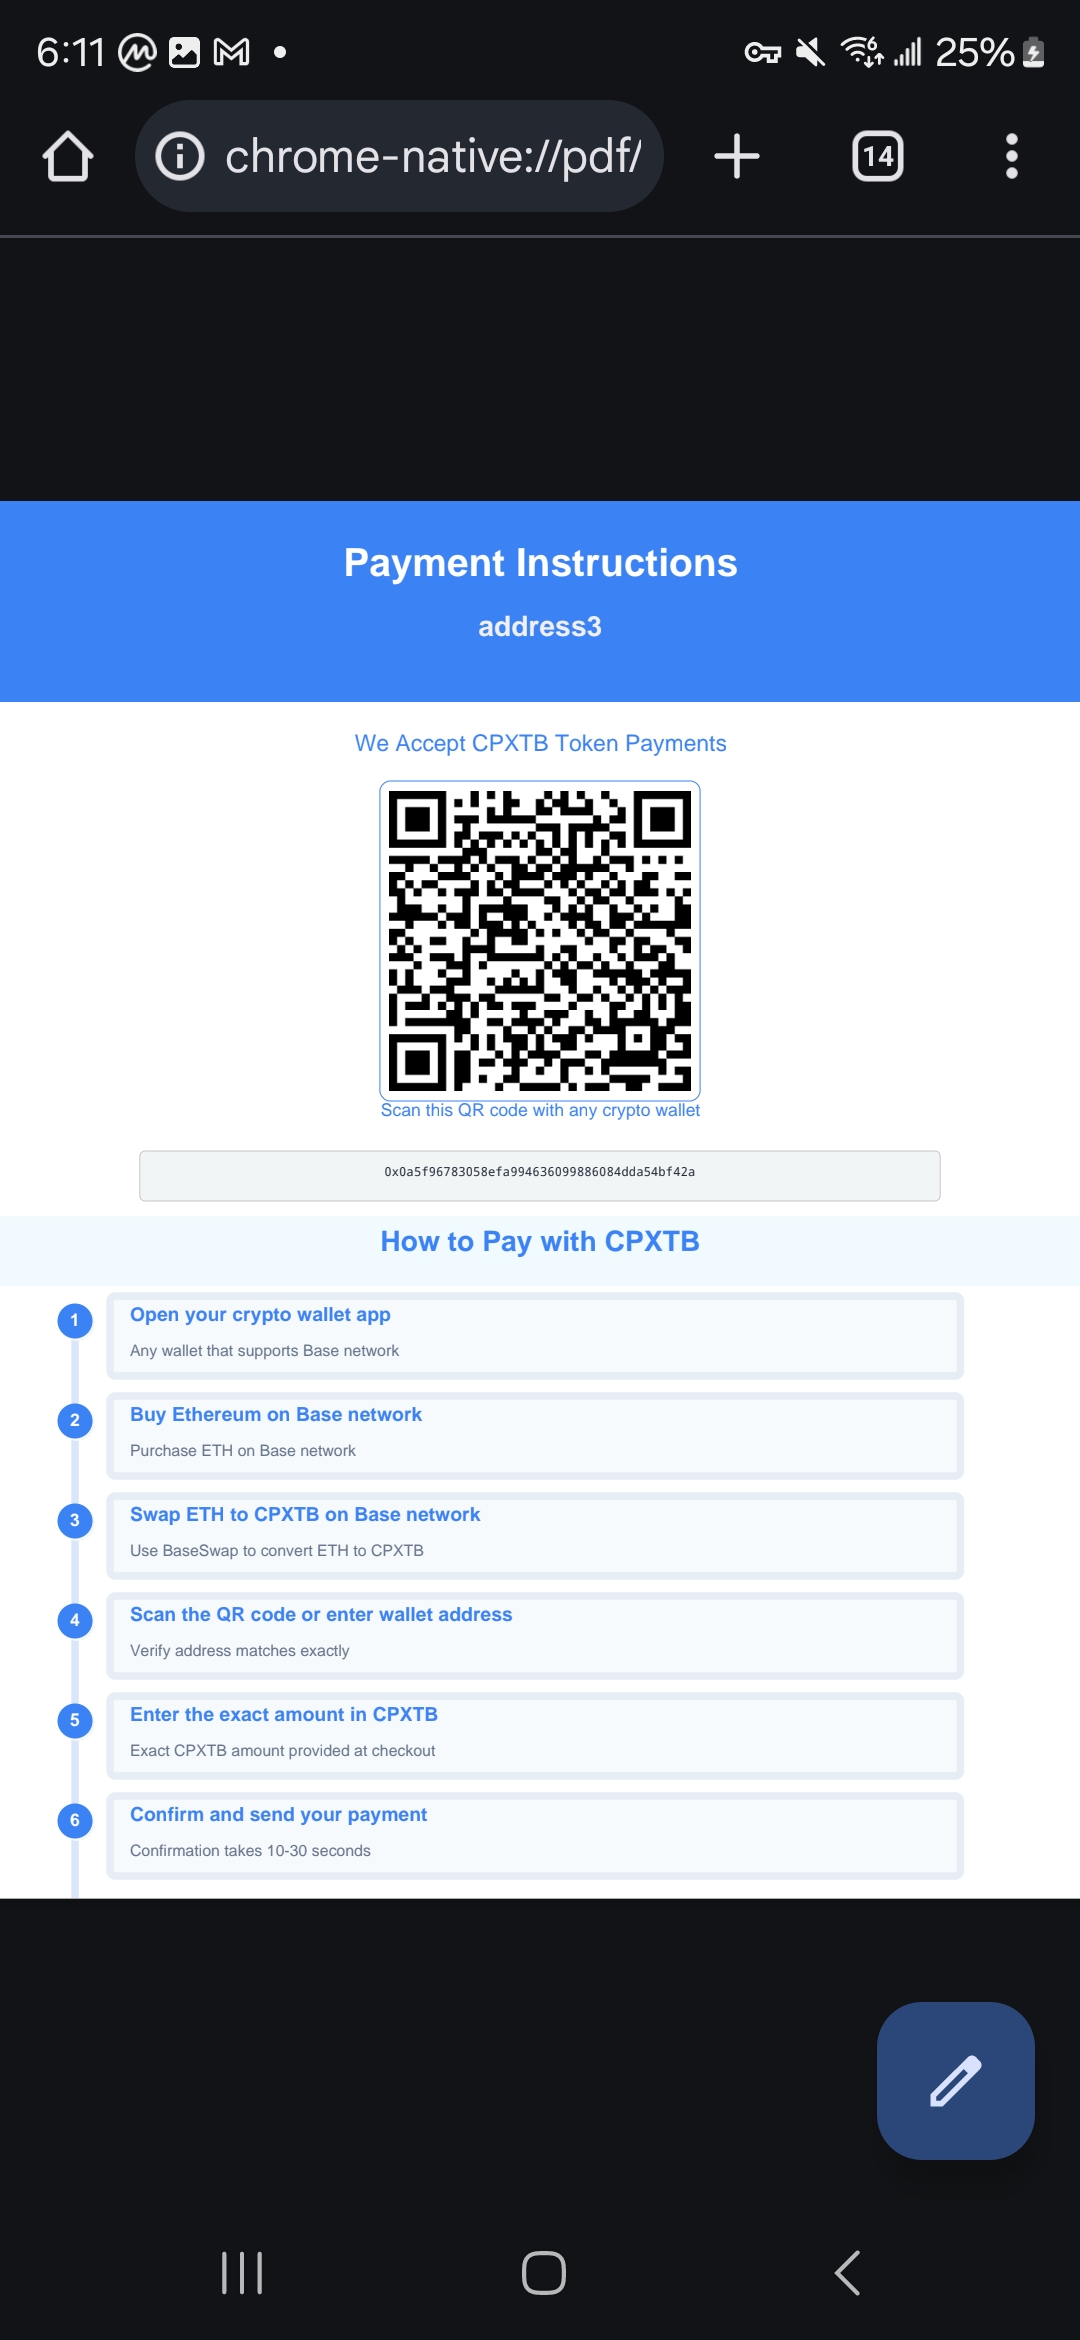 6:11
25%
chrome-native://pdf/
14
Payment Instructions
address3
We Accept CPXTB Token Payments
Scan this QR code with any crypto wallet
0x0a5f96783058efa994636099886084dda54bf42a
How to Pay with CPXTB
1
Open your crypto wallet app
Any wallet that supports Base network
2
Buy Ethereum on Base network
Purchase ETH on Base network
3
Swap ETH to CPXTB on Base network
Use BaseSwap to convert ETH to CPXTB
4
Scan the QR code or enter wallet address
Verify address matches exactly
5
Enter the exact amount in CPXTB
Exact CPXTB amount provided at checkout
6
Confirm and send your payment
Confirmation takes 10-30 seconds